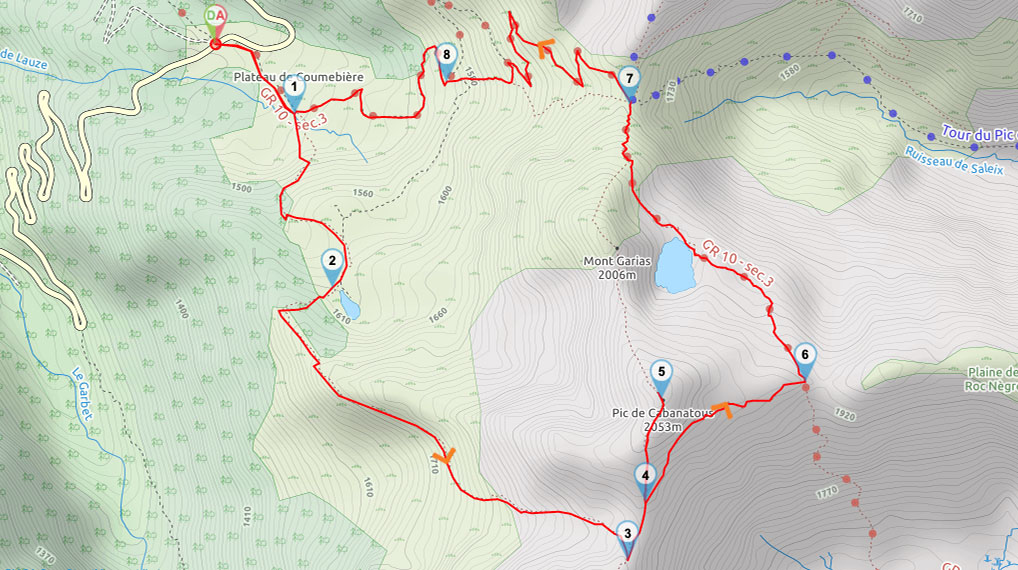 DA
de Lauze
Plateau de Coumebière
8
1
GR 10 - sec.3
1500
1560
1580
1600
7
1730
1580
1710
Tour du Pic
Ruisseau de Saleix
2
1610
1660
1400
Mont Garias
2006m
GR 10 - sec.3
Le Garbet
5
6
Pic de Cabanatous
2053m
Plaine de
Roc Nègre
1920
4
1770
1710
1610
1410
3
1370
GR